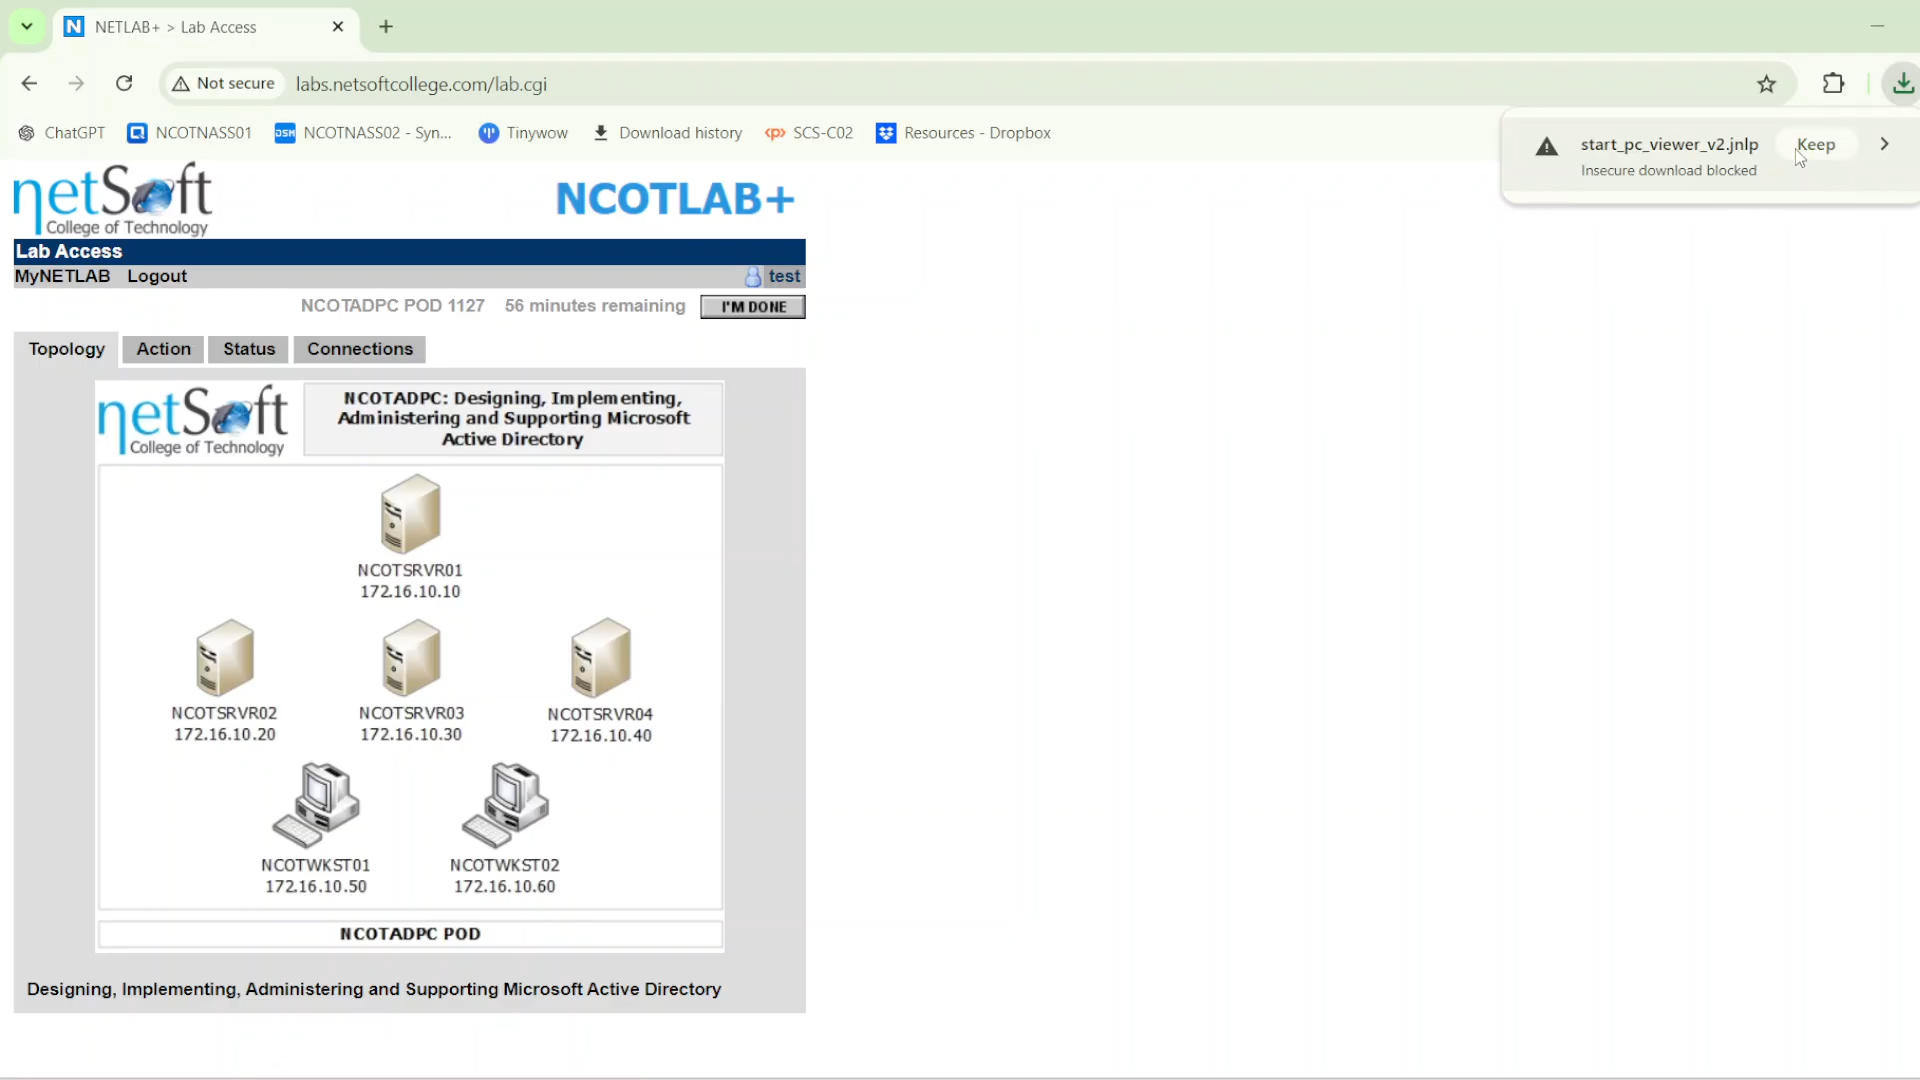 NETLAB+ > Lab Access
Not secure
labs.netsoftcollege.com/lab.cgi
ChatGPT
NCOTNASS01
DSM
NCOTNASS02 - Syn...
Tinywow
Download history
SCS-C02
Resources - Dropbox
start_pc_viewer_v2.jnlp
Keep
Insecure download blocked
netSoft
College of Technology
NCOTLAB+
Lab Access
MyNETLAB
Logout
test
NCOTADPC POD 1127
56 minutes remaining
I'M DONE
Topology
Action
Status
Connections
netSoft
College of Technology
NCOTADPC: Designing, Implementing,
Administering and Supporting Microsoft
Active Directory
NCOTSRVR01
172.16.10.10
NCOTSRVR02
172.16.10.20
NCOTSRVR03
172.16.10.30
NCOTSRVR04
172.16.10.40
NCOTWKST01
172.16.10.50
NCOTWKST02
172.16.10.60
NCOTADPC POD
Designing, Implementing, Administering and Supporting Microsoft Active Directory